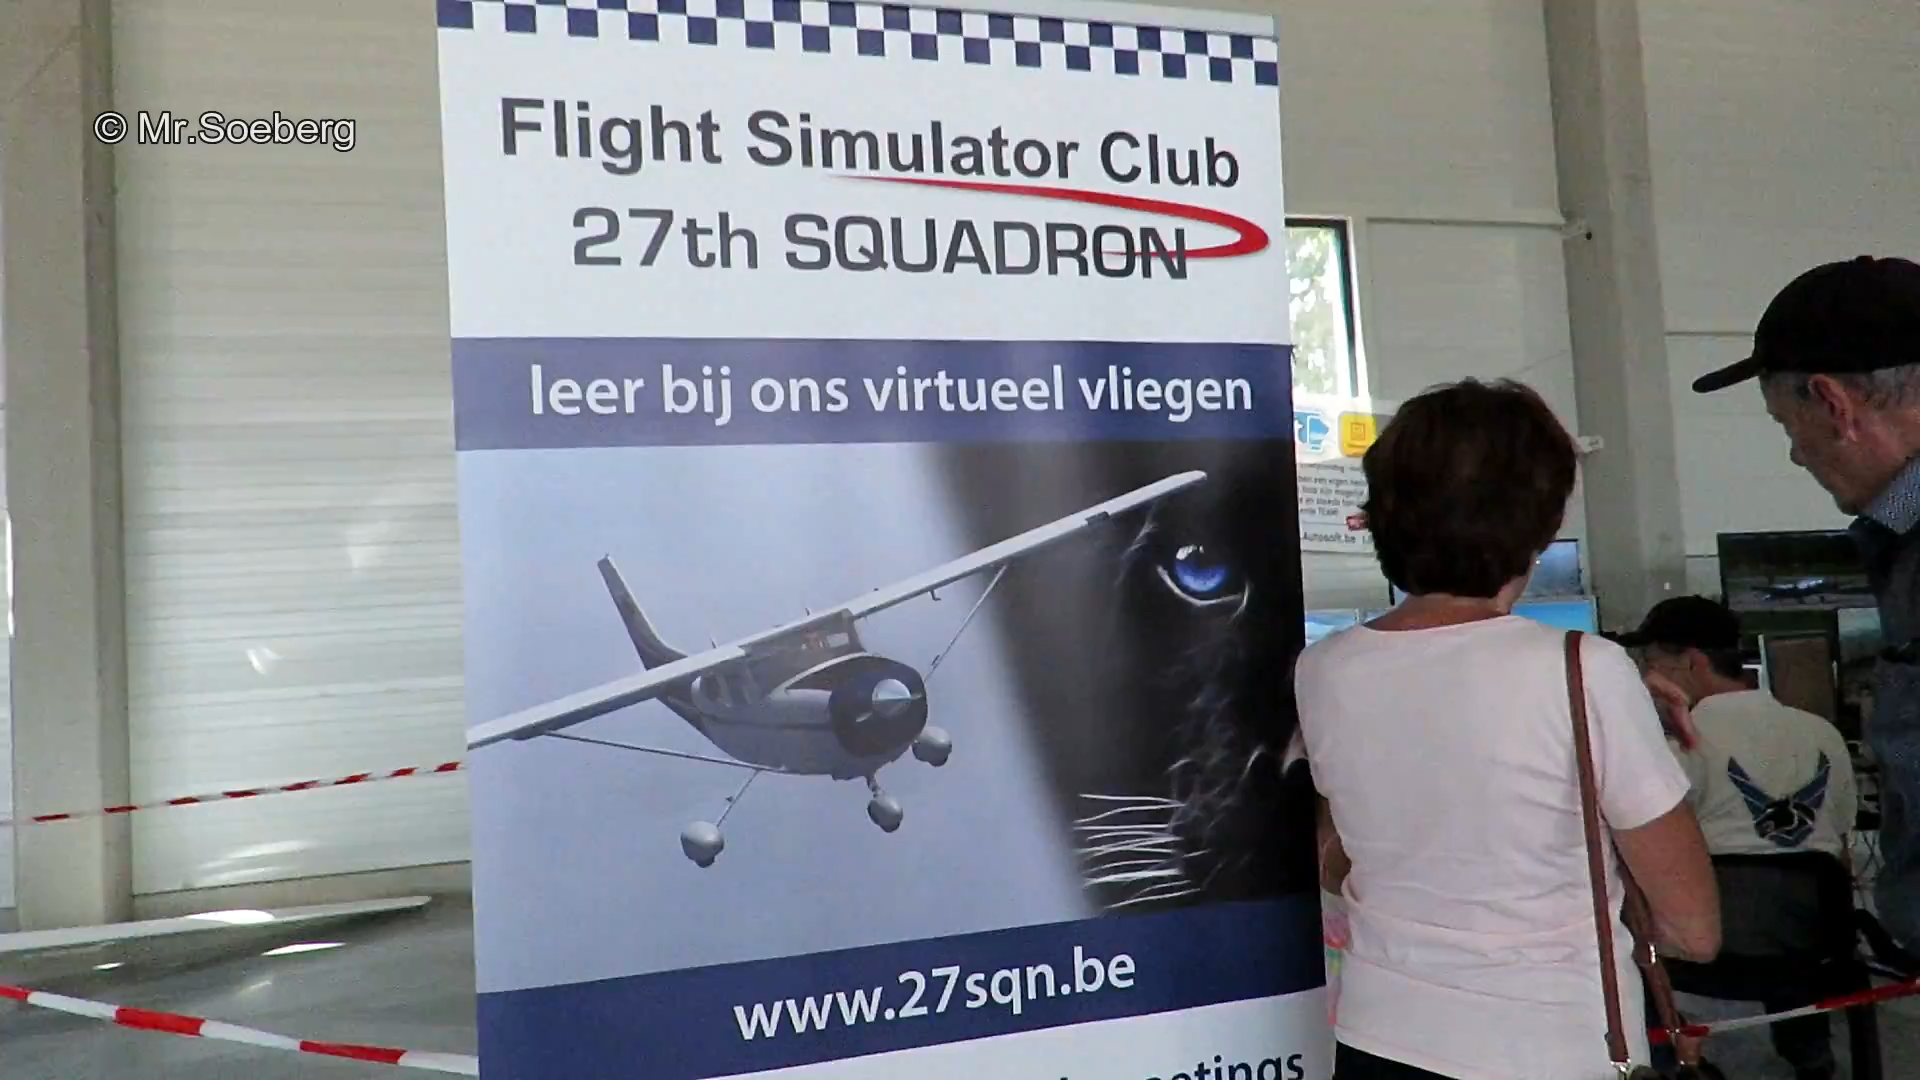 © Mr.Soeberg
Flight Simulator Club
27th SQUADRON
leer bij ons virtueel vliegen
www.27sqn.be